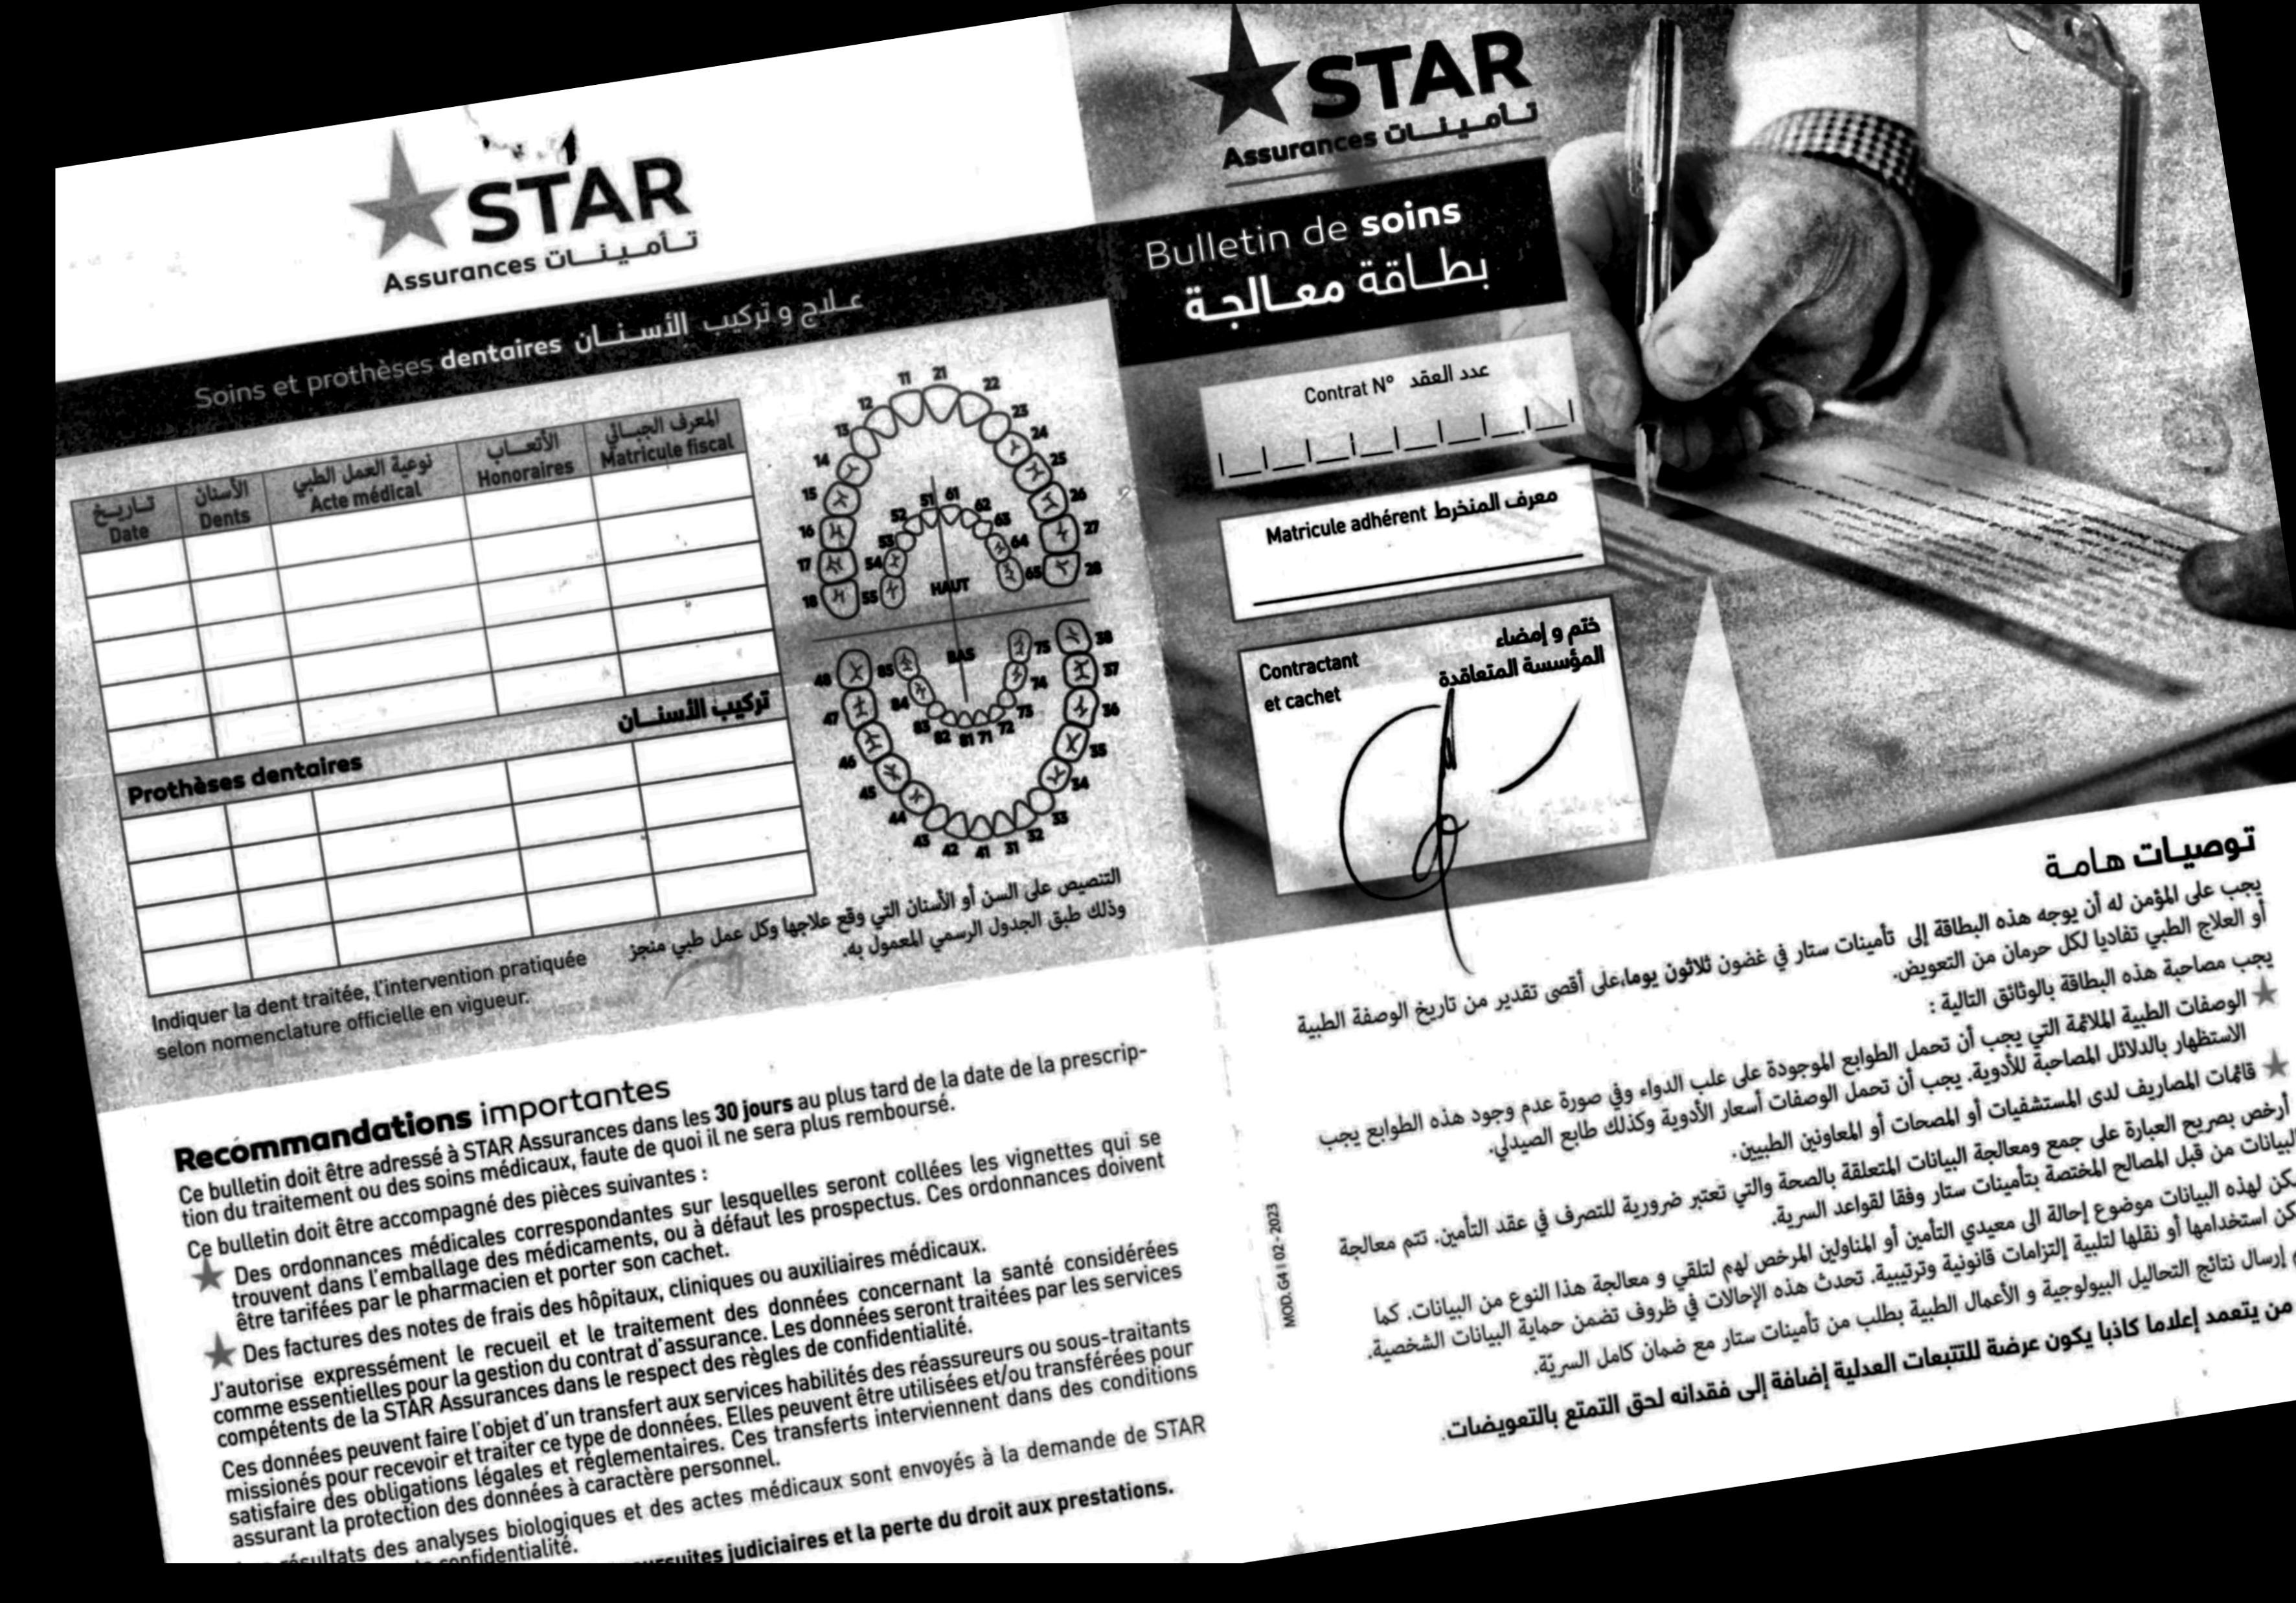 STAR
Assurances تـأمـيـنـات
Soins et prothèses dentaires علاج و تركيب الأسنان
تاريخ
Date
الأسنان
Dents
نوعية العمل الطبي
Acte médical
الأتعاب
Honoraires
المعرف الجبائي
Matricule fiscal
Prothèses dentaires تركيب الأسنان
11 21
12 22
13 23
14 24
15 25
16 26
17 27
18 28
51 61
52 62
53 63
54 64
55 65
HAUT
BAS
85 75
84 74
83 73
82 81 71 72
48 38
47 37
46 36
45 35
44 34
43 33
42 41 31 32
Indiquer la dent traitée, l'intervention pratiquée
selon nomenclature officielle en vigueur.
التنصيص على السن أو الأسنان التي وقع علاجها وكل عمل طبي منجز
وذلك طبق الجدول الرسمي المعمول به.
Recommandations importantes
Ce bulletin doit être adressé à STAR Assurances dans les 30 jours au plus tard de la date de la prescrip-
tion du traitement ou des soins médicaux, faute de quoi il ne sera plus remboursé.
Ce bulletin doit être accompagné des pièces suivantes :
Des ordonnances médicales correspondantes sur lesquelles seront collées les vignettes qui se
trouvent dans l'emballage des médicaments, ou à défaut les prospectus. Ces ordonnances doivent
être tarifées par le pharmacien et porter son cachet.
Des factures des notes de frais des hôpitaux, cliniques ou auxiliaires médicaux.
J'autorise expressément le recueil et le traitement des données concernant la santé considérées
comme essentielles pour la gestion du contrat d'assurance. Les données seront traitées par les services
compétents de la STAR Assurances dans le respect des règles de confidentialité.
Ces données peuvent faire l'objet d'un transfert aux services habilités des réassureurs ou sous-traitants
missionés pour recevoir et traiter ce type de données. Elles peuvent être utilisées et/ou transférées pour
satisfaire des obligations légales et réglementaires. Ces transferts interviennent dans des conditions
assurant la protection des données à caractère personnel.
résultats des analyses biologiques et des actes médicaux sont envoyés à la demande de STAR
confidentialité.
judiciaires et la perte du droit aux prestations.
STAR
Assurances تـأمـيـنـات
Bulletin de soins
بطاقة معالجة
Contrat N° عدد العقد
Matricule adhérent معرف المنخرط
Contractant
et cachet
ختم و إمضاء
المؤسسة المتعاقدة
توصيات هامة
يجب على المؤمن له أن يوجه هذه البطاقة إلى تأمينات ستار في غضون ثلاثون يوما،على أقصى تقدير من تاريخ الوصفة الطبية
أو العلاج الطبي تفاديا لكل حرمان من التعويض.
يجب مصاحبة هذه البطاقة بالوثائق التالية :
الوصفات الطبية الملائمة التي يجب أن تحمل الطوابع الموجودة على علب الدواء وفي صورة عدم وجود هذه الطوابع يجب
الاستظهار بالدلائل المصاحبة للأدوية. يجب أن تحمل الوصفات أسعار الأدوية وكذلك طابع الصيدلي.
قائمات المصاريف لدى المستشفيات أو المصحات أو المعاونين الطبيين.
أرخص بصريح العبارة على جمع ومعالجة البيانات المتعلقة بالصحة والتي تعتبر ضرورية للتصرف في عقد التأمين. تتم معالجة
البيانات من قبل المصالح المختصة بتأمينات ستار وفقا لقواعد السرية.
لهذه البيانات موضوع إحالة الى معيدي التأمين أو المناولين المرخص لهم لتلقي و معالجة هذا النوع من البيانات. كما
استخدامها أو نقلها لتلبية إلتزامات قانونية وترتيبية. تحدث هذه الإحالات في ظروف تضمن حماية البيانات الشخصية.
إرسال نتائج التحاليل البيولوجية و الأعمال الطبية بطلب من تأمينات ستار مع ضمان كامل السريّة.
من يتعمد إعلاما كاذبا يكون عرضة للتتبعات العدلية إضافة إلى فقدانه لحق التمتع بالتعويضات.
MOD. G4 I 02 - 2023